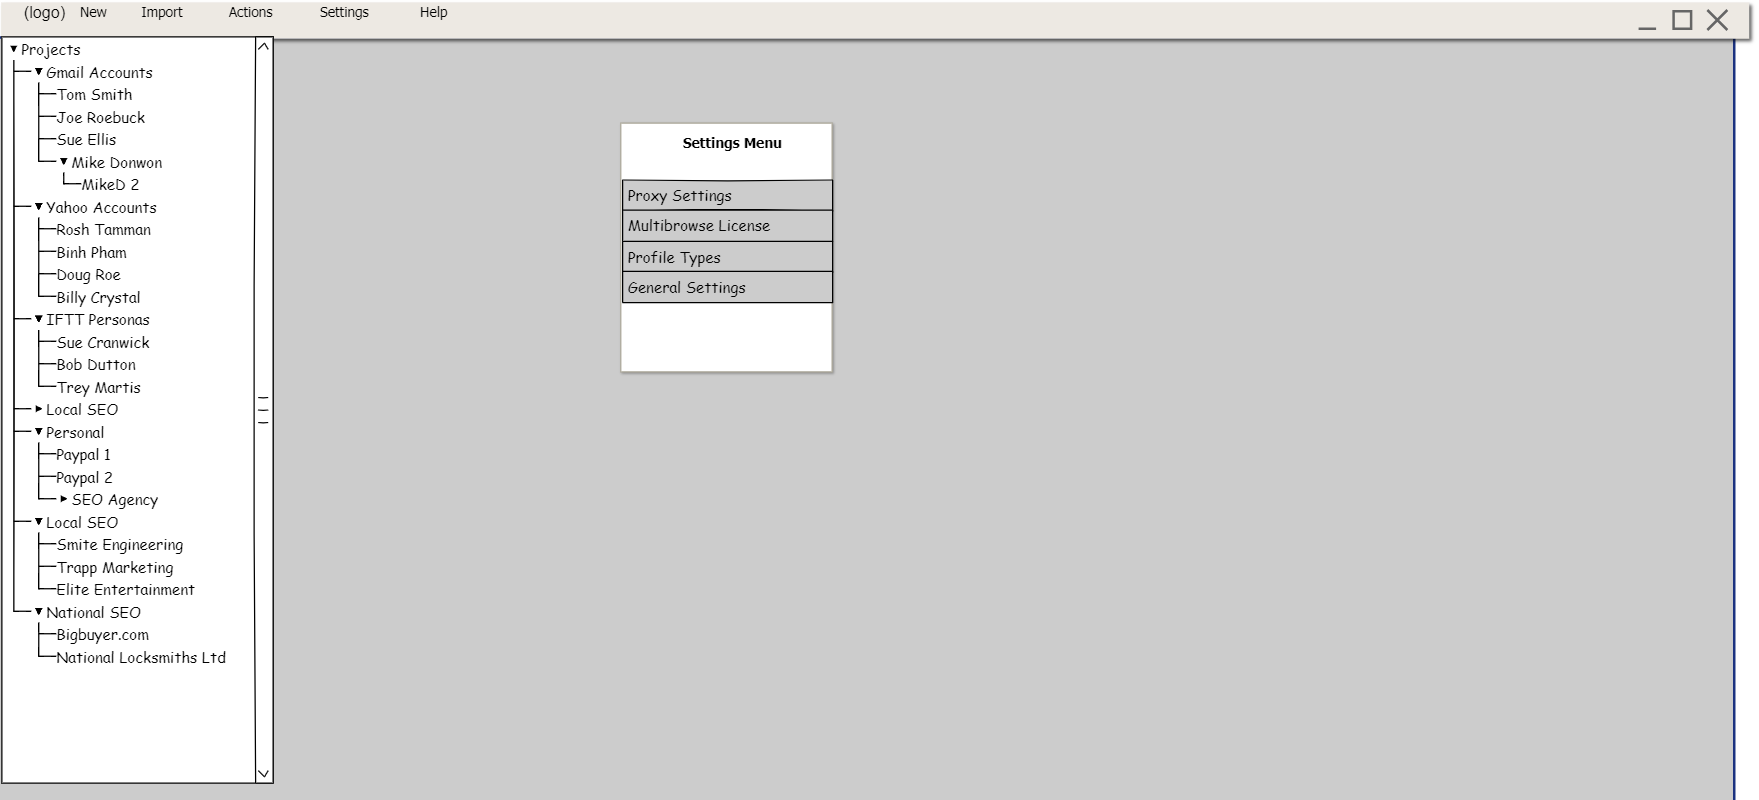 (logo) New Import Actions Settings Help
Projects
Gmail Accounts
Tom Smith
Joe Roebuck
Sue Ellis
Mike Donwon
MikeD 2
Yahoo Accounts
Rosh Tamman
Binh Pham
Doug Roe
Billy Crystal
IFTT Personas
Sue Cranwick
Bob Dutton
Trey Martis
Local SEO
Personal
Paypal 1
Paypal 2
SEO Agency
Local SEO
Smite Engineering
Trapp Marketing
Elite Entertainment
National SEO
Bigbuyer.com
National Locksmiths Ltd
Settings Menu
Proxy Settings
Multibrowse License
Profile Types
General Settings